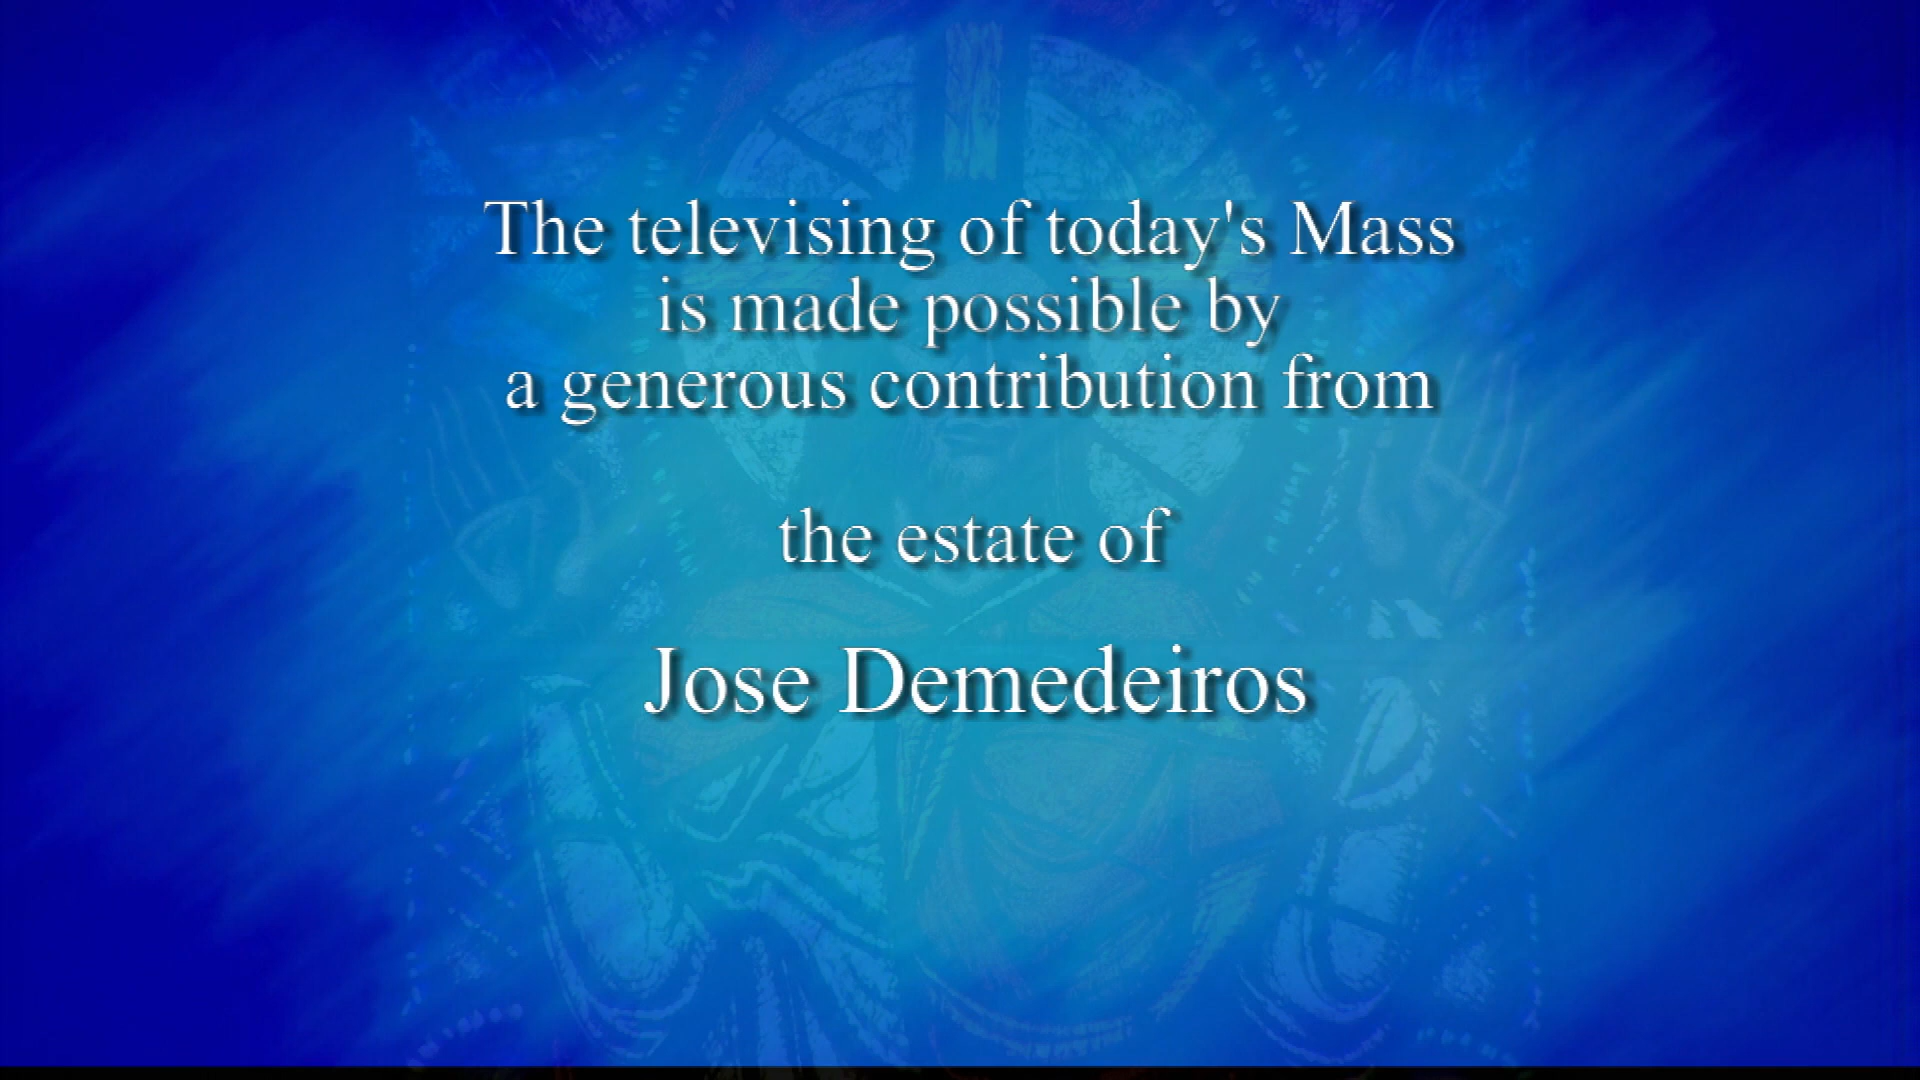 The televising of today's Mass
is made possible by
a generous contribution from
the estate of
Jose Demedeiros